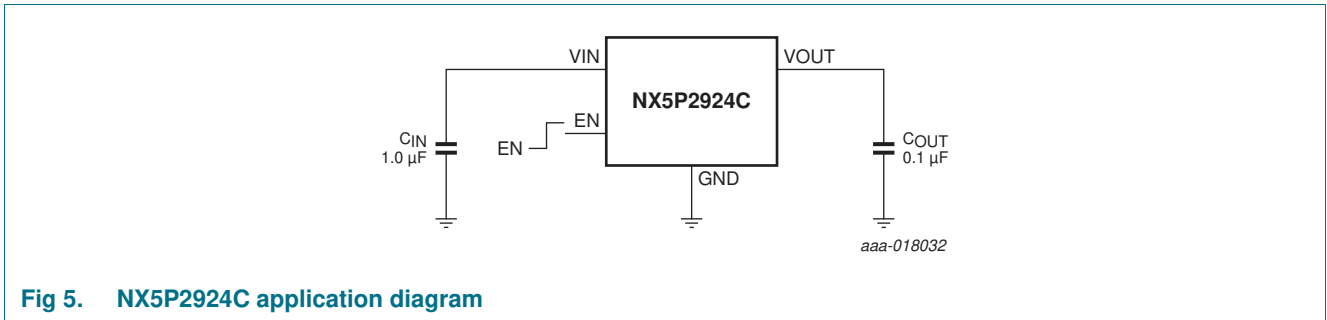 VIN
VOUT
NX5P2924C
EN
EN
CIN
1.0 µF
COUT
0.1 µF
GND
aaa-018032
Fig 5. NX5P2924C application diagram